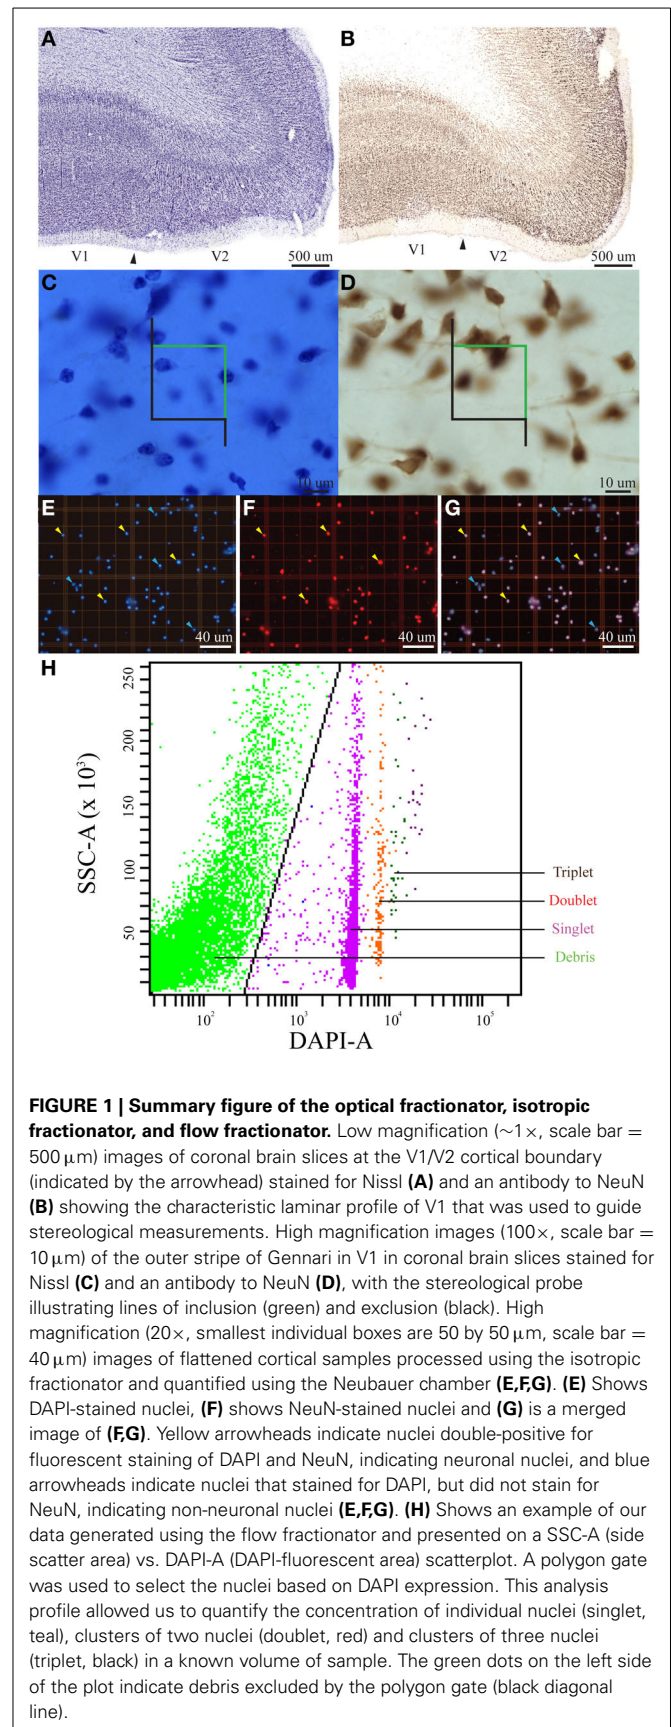 A
B
V1
V2
500 um
V1
V2
500 um
C
D
10 um
10 um
E
F
G
40 um
40 um
40 um
H
SSC-A (x 10³)
250
200
150
100
50
Triplet
Doublet
Singlet
Debris
10²
10³
10⁴
10⁵
DAPI-A
FIGURE 1 | Summary figure of the optical fractionator, isotropic
fractionator, and flow fractionator. Low magnification (∼1×, scale bar =
500 μm) images of coronal brain slices at the V1/V2 cortical boundary
(indicated by the arrowhead) stained for Nissl (A) and an antibody to NeuN
(B) showing the characteristic laminar profile of V1 that was used to guide
stereological measurements. High magnification images (100×, scale bar =
10 μm) of the outer stripe of Gennari in V1 in coronal brain slices stained for
Nissl (C) and an antibody to NeuN (D), with the stereological probe
illustrating lines of inclusion (green) and exclusion (black). High
magnification (20×, smallest individual boxes are 50 by 50 μm, scale bar =
40 μm) images of flattened cortical samples processed using the isotropic
fractionator and quantified using the Neubauer chamber (E,F,G). (E) Shows
DAPI-stained nuclei, (F) shows NeuN-stained nuclei and (G) is a merged
image of (F,G). Yellow arrowheads indicate nuclei double-positive for
fluorescent staining of DAPI and NeuN, indicating neuronal nuclei, and blue
arrowheads indicate nuclei that stained for DAPI, but did not stain for
NeuN, indicating non-neuronal nuclei (E,F,G). (H) Shows an example of our
data generated using the flow fractionator and presented on a SSC-A (side
scatter area) vs. DAPI-A (DAPI-fluorescent area) scatterplot. A polygon gate
was used to select the nuclei based on DAPI expression. This analysis
profile allowed us to quantify the concentration of individual nuclei (singlet,
teal), clusters of two nuclei (doublet, red) and clusters of three nuclei
(triplet, black) in a known volume of sample. The green dots on the left side
of the plot indicate debris excluded by the polygon gate (black diagonal
line).